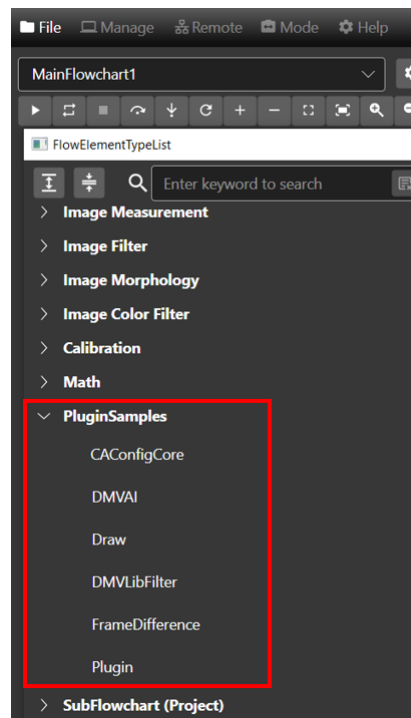 File Manage Remote Mode Help
MainFlowchart1
FlowElementTypeList
Enter keyword to search
Image Measurement
Image Filter
Image Morphology
Image Color Filter
Calibration
Math
PluginSamples
CAConfigCore
DMVAI
Draw
DMVLibFilter
FrameDifference
Plugin
SubFlowchart (Project)